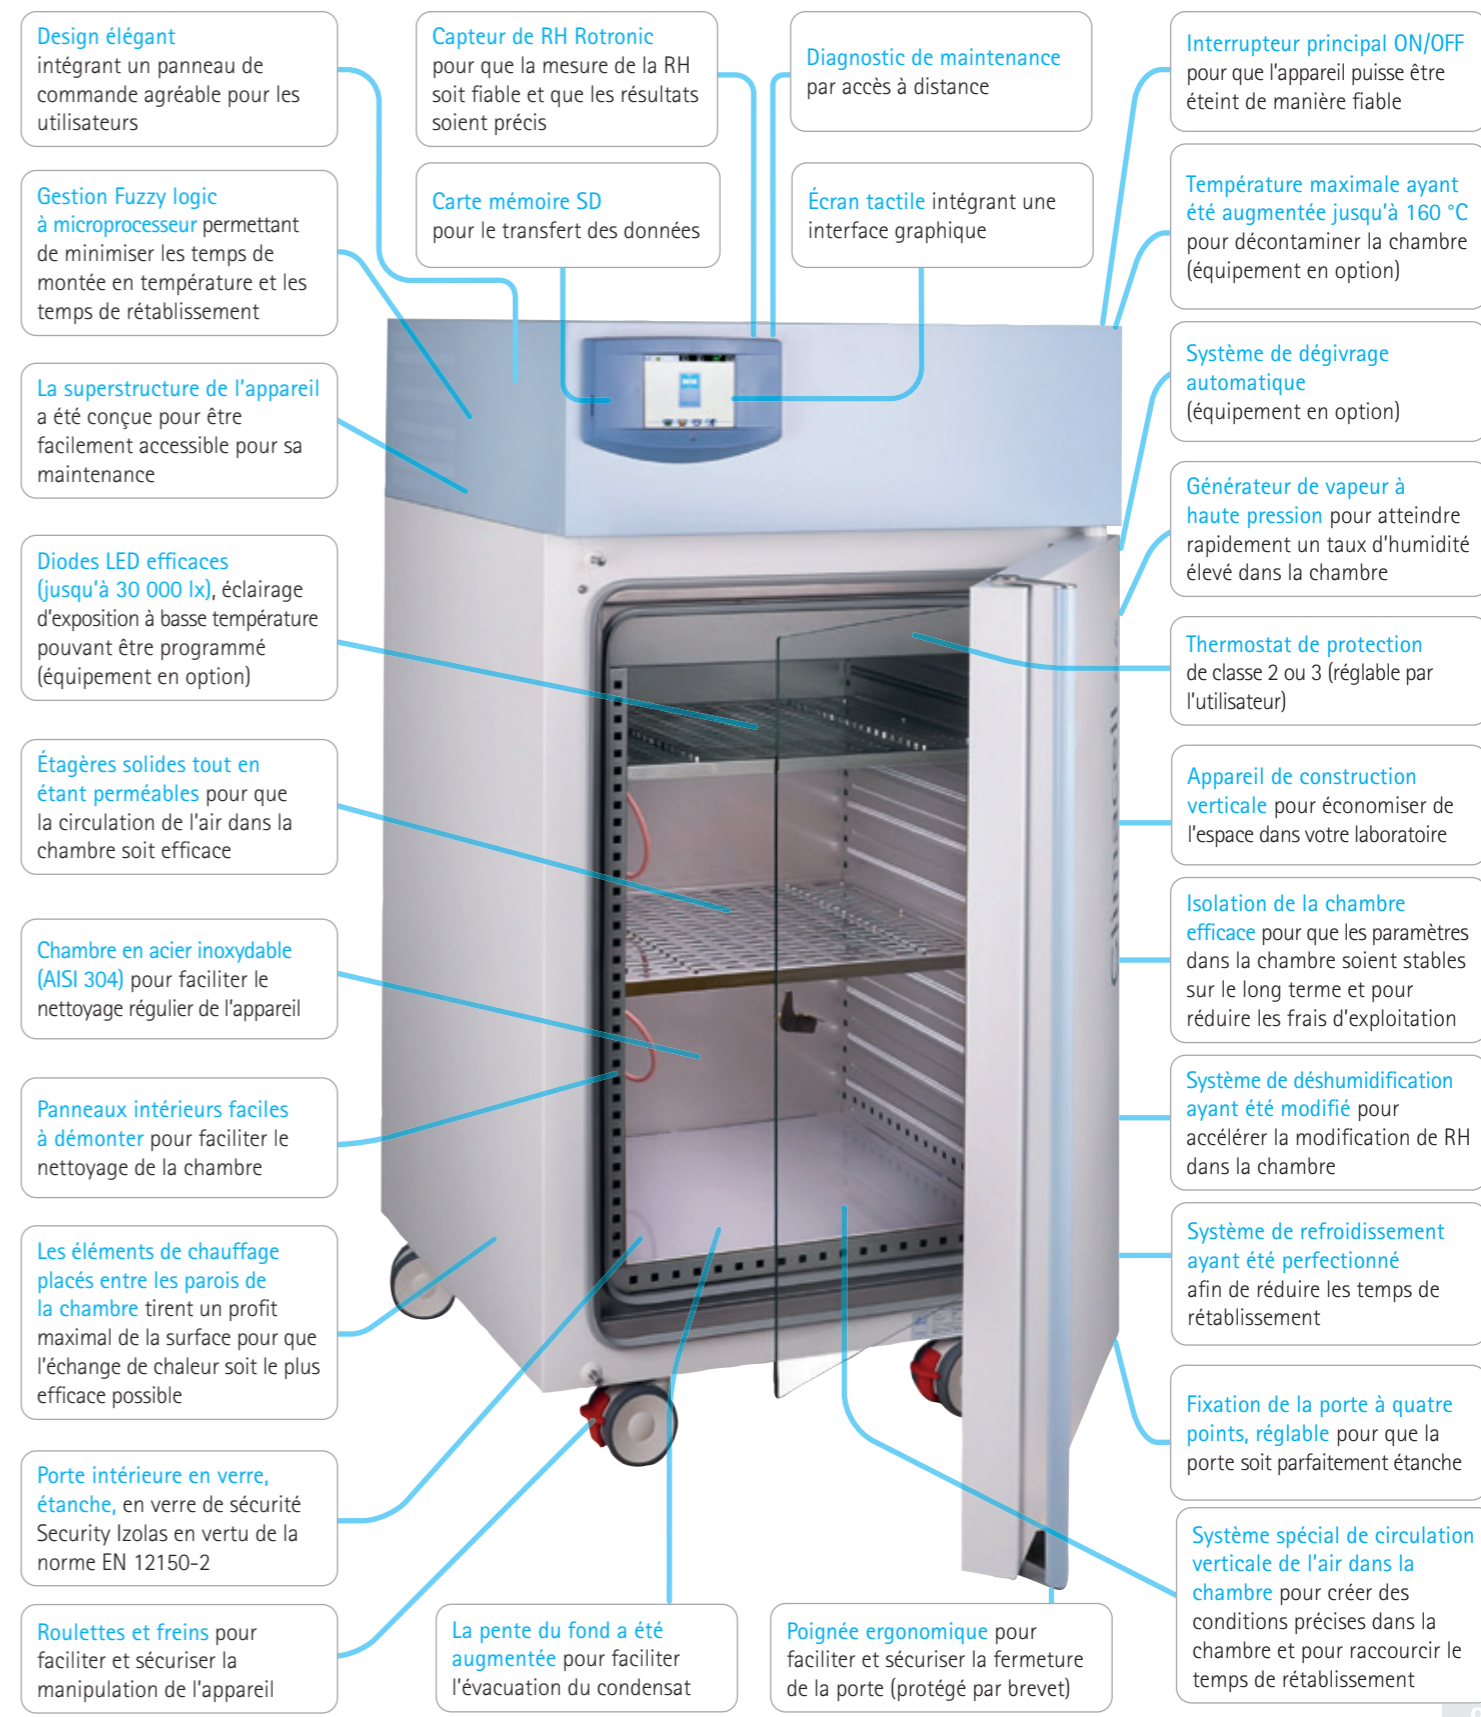 Design élégant
intégrant un panneau de
commande agréable pour les
utilisateurs
Capteur de RH Rotronic
pour que la mesure de la RH
soit fiable et que les résultats
soient précis
Diagnostic de maintenance
par accès à distance
Interrupteur principal ON/OFF
pour que l'appareil puisse être
éteint de manière fiable
Gestion Fuzzy logic
à microprocesseur permettant
de minimiser les temps de
montée en température et les
temps de rétablissement
Carte mémoire SD
pour le transfert des données
Écran tactile intégrant une
interface graphique
Température maximale ayant
été augmentée jusqu'à 160 °C
pour décontaminer la chambre
(équipement en option)
La superstructure de l'appareil
a été conçue pour être
facilement accessible pour sa
maintenance
Système de dégivrage
automatique
(équipement en option)
Générateur de vapeur à
haute pression pour atteindre
rapidement un taux d'humidité
élevé dans la chambre
Diodes LED efficaces
(jusqu'à 30 000 lx), éclairage
d'exposition à basse température
pouvant être programmé
(équipement en option)
Thermostat de protection
de classe 2 ou 3 (réglable par
l'utilisateur)
Étagères solides tout en
étant perméables pour que
la circulation de l'air dans la
chambre soit efficace
Appareil de construction
verticale pour économiser de
l'espace dans votre laboratoire
Chambre en acier inoxydable
(AISI 304) pour faciliter le
nettoyage régulier de l'appareil
Isolation de la chambre
efficace pour que les paramètres
dans la chambre soient stables
sur le long terme et pour
réduire les frais d'exploitation
Panneaux intérieurs faciles
à démonter pour faciliter le
nettoyage de la chambre
Système de déshumidification
ayant été modifié pour
accélérer la modification de RH
dans la chambre
Les éléments de chauffage
placés entre les parois de
la chambre tirent un profit
maximal de la surface pour que
l'échange de chaleur soit le plus
efficace possible
Système de refroidissement
ayant été perfectionné
afin de réduire les temps de
rétablissement
Fixation de la porte à quatre
points, réglable pour que la
porte soit parfaitement étanche
Porte intérieure en verre,
étanche, en verre de sécurité
Security Izolas en vertu de la
norme EN 12150-2
Système spécial de circulation
verticale de l'air dans la
chambre pour créer des
conditions précises dans la
chambre et pour raccourcir le
temps de rétablissement
Roulettes et freins pour
faciliter et sécuriser la
manipulation de l'appareil
La pente du fond a été
augmentée pour faciliter
l'évacuation du condensat
Poignée ergonomique pour
faciliter et sécuriser la fermeture
de la porte (protégé par brevet)